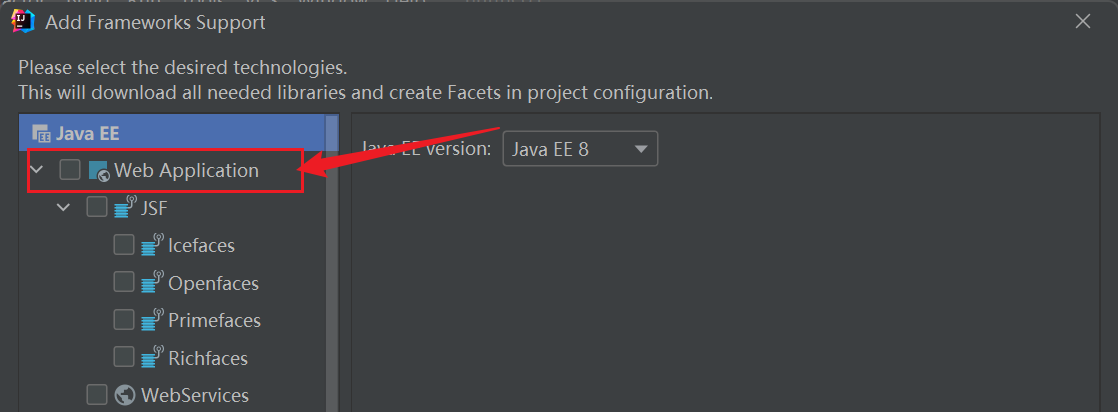 Add Frameworks Support
Please select the desired technologies.
This will download all needed libraries and create Facets in project configuration.
Java EE
Java EE version: Java EE 8
Web Application
JSF
Icefaces
Openfaces
Primefaces
Richfaces
WebServices